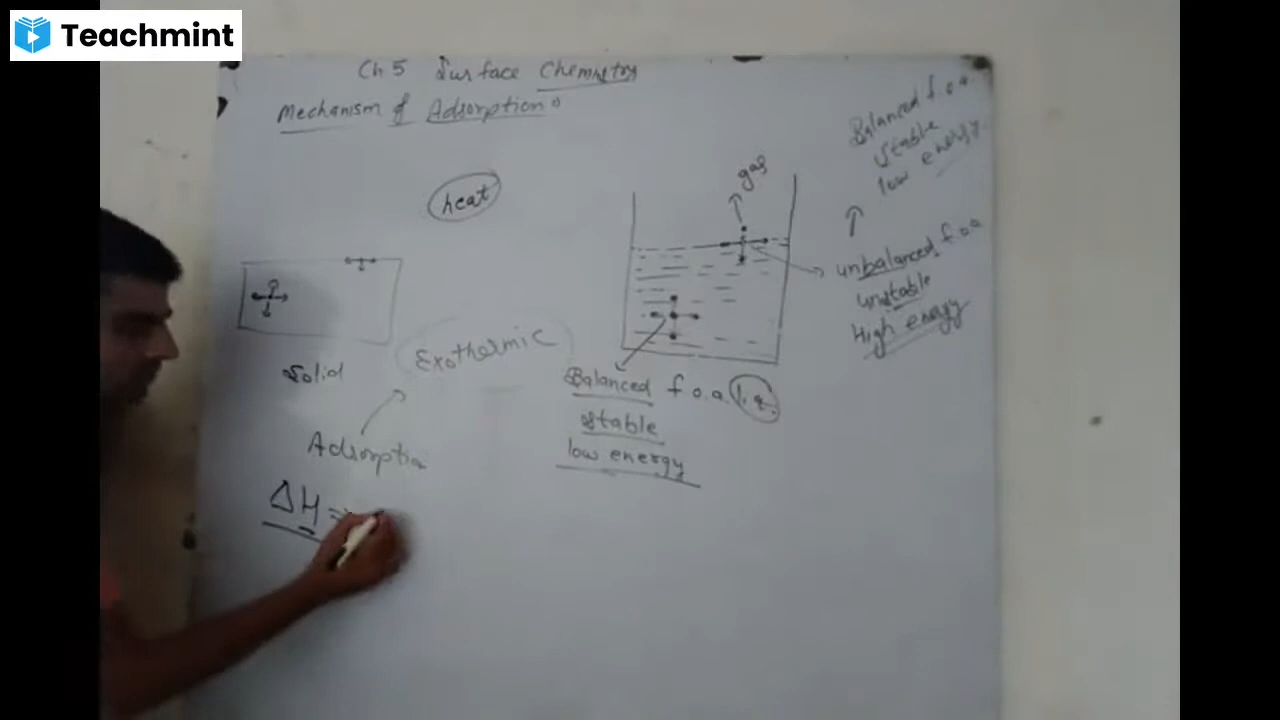 Teachmint
Ch 5 Surface Chemistry
Mechanism of Adsorption
heat
Solid
Exothermic
Adsorption
ΔH =
gas
Balanced f.o.a. liq.
stable
low energy
unbalanced f.o.a
unstable
High energy
Balanced f.o.a.
stable
low energy